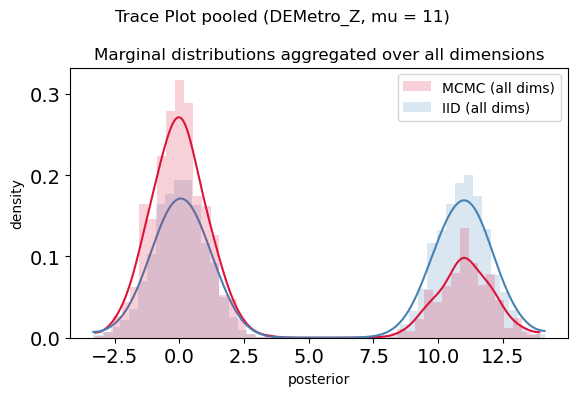 Trace Plot pooled (DEMetro_Z, mu = 11)
Marginal distributions aggregated over all dimensions
MCMC (all dims)
IID (all dims)
density
0.3
0.2
0.1
0.0
−2.5 0.0 2.5 5.0 7.5 10.0 12.5
posterior